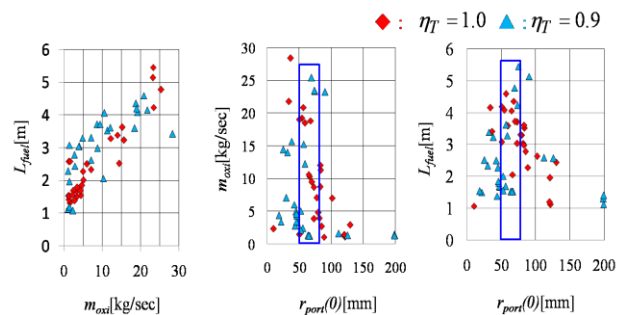 ◆ : η_T = 1.0 ▲ : η_T = 0.9
6
5
4
3
2
1
0
L_fuel[m]
0 10 20 30
m_oxi[kg/sec]
30
25
20
15
10
5
0
m_oxi[kg/sec]
0 50 100 150 200
r_port(0)[mm]
6
5
4
3
2
1
0
L_fuel[m]
0 50 100 150 200
r_port(0)[mm]